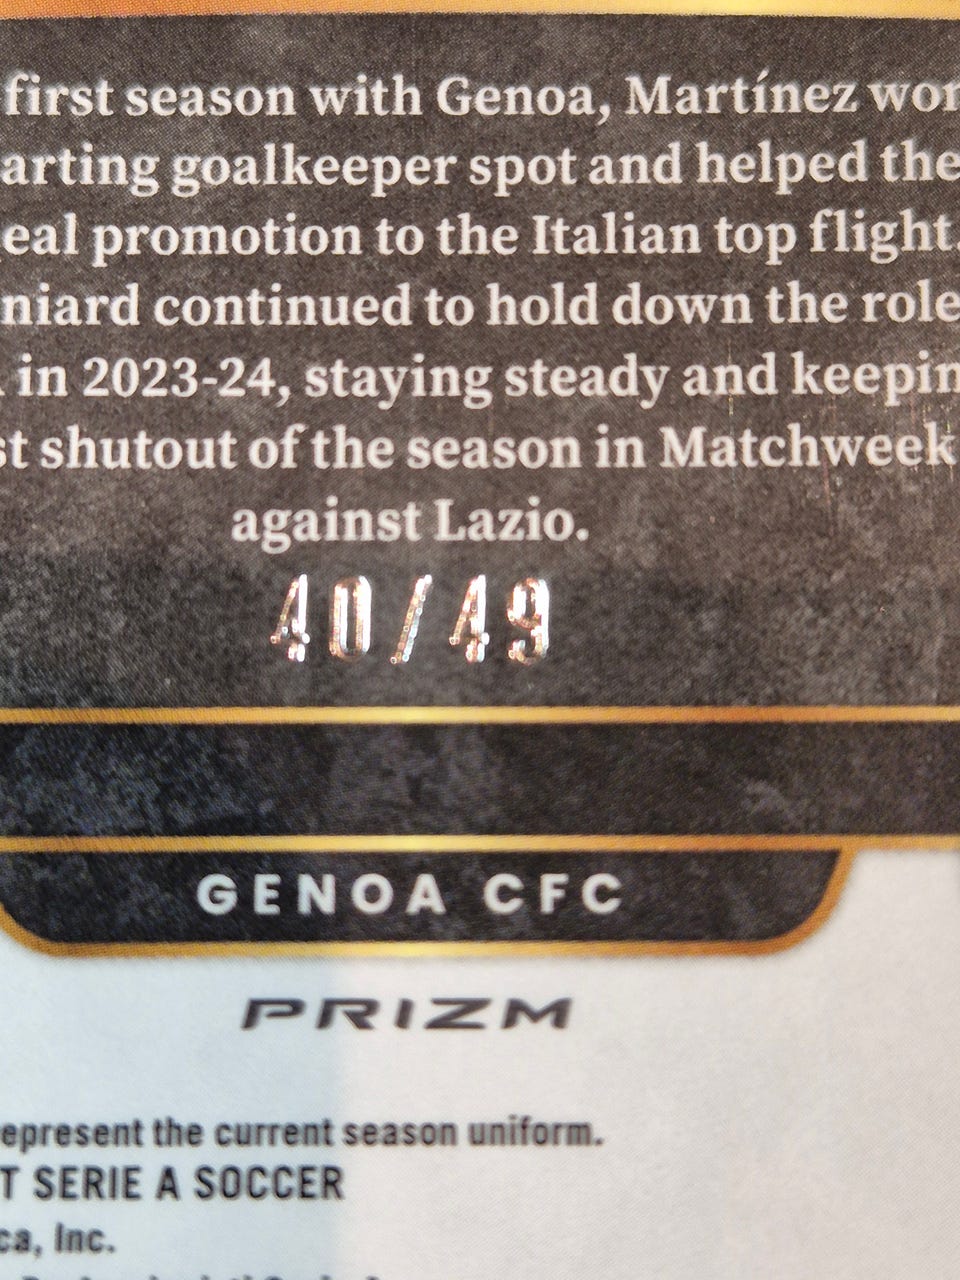 first season with Genoa, Martínez won
arting goalkeeper spot and helped the
eal promotion to the Italian top flight.
niard continued to hold down the role
in 2023-24, staying steady and keepin
st shutout of the season in Matchweek
against Lazio.
40/49
GENOA CFC
PRIZM
epresent the current season uniform.
T SERIE A SOCCER
ca, Inc.